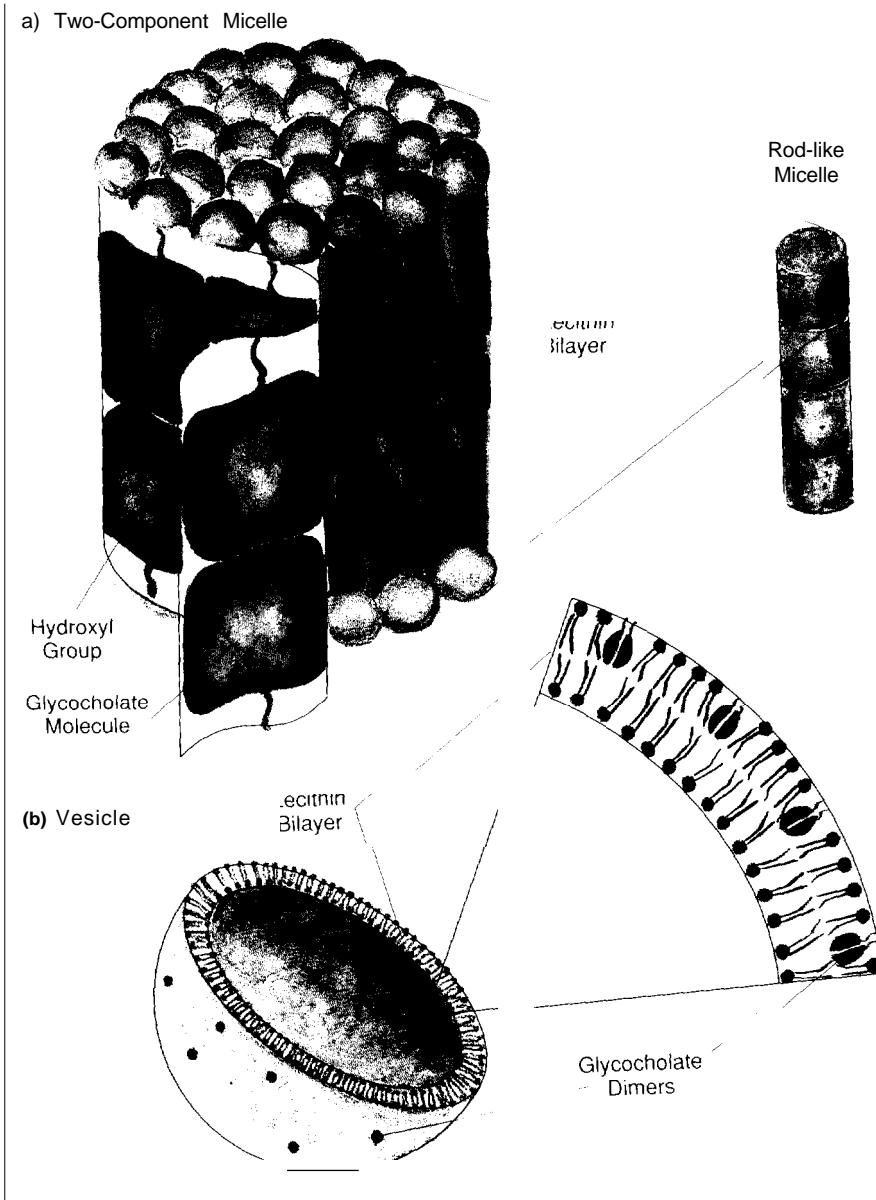 a) Two-Component Micelle
Rod-like
Micelle
Bilayer
Hydroxyl
Group
Glycocholate
Molecule
(b) Vesicle
Bilayer
Glycocholate
Dimers